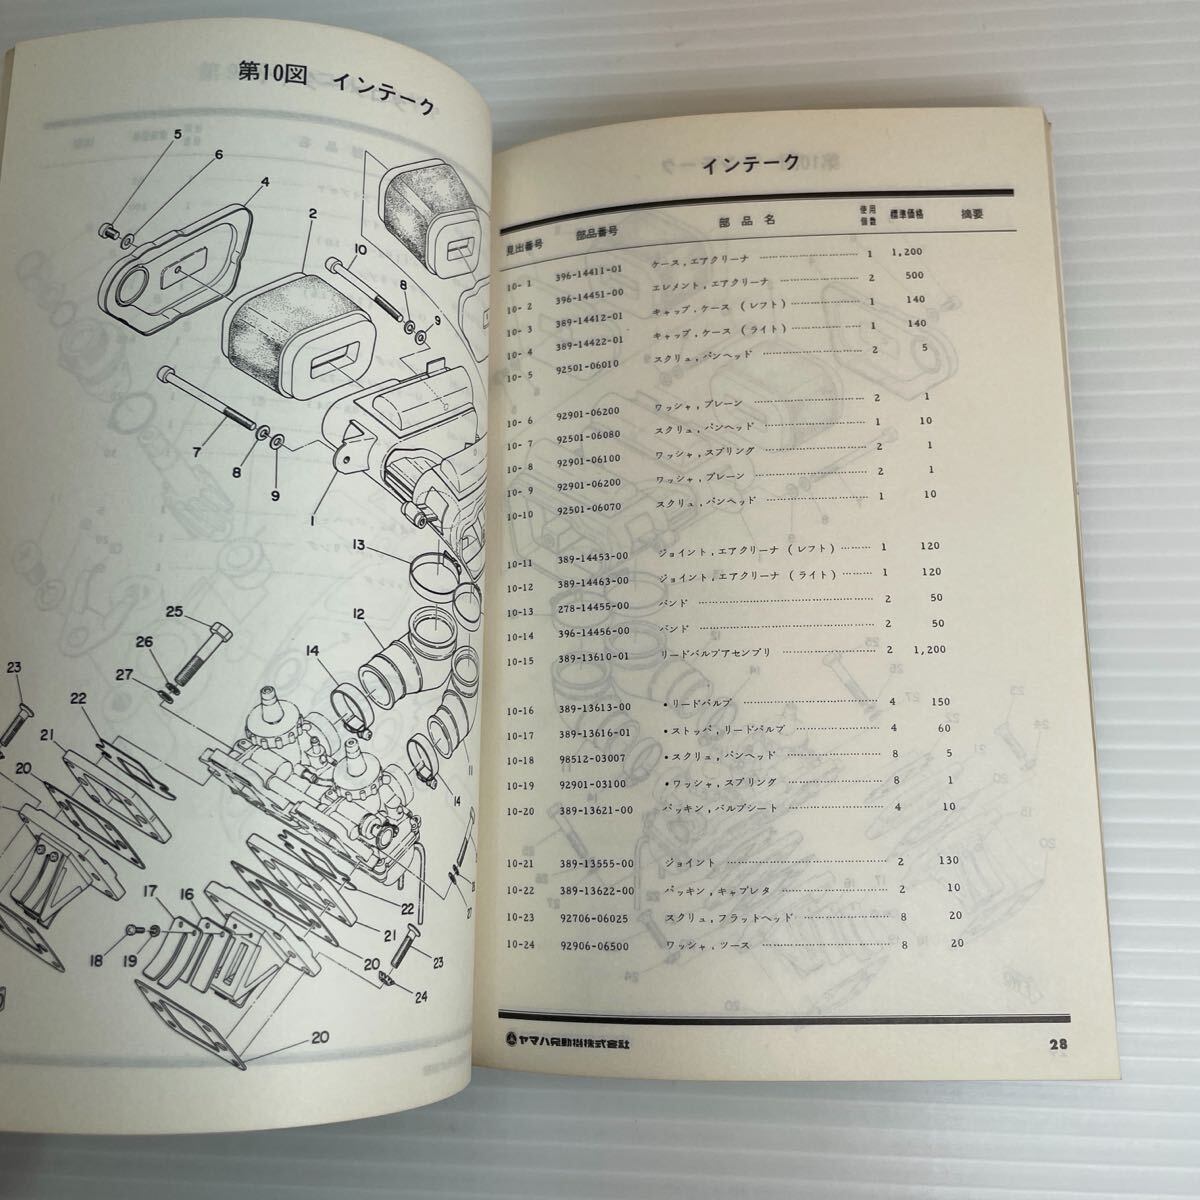 第10図 インテーク
5
6
4
2
10
8
9
7
8
9
1
13
12
14
25
26
27
22
23
21
20
11
14
17
16
18
19
22
21
20
23
24
27
20
インテーク
見出番号 部品番号 部品名 使用個数 標準価格 摘要
10- 1 396-14411-01 ケース,エアクリーナ 1 1,200
10- 2 396-14451-00 エレメント,エアクリーナ 2 500
10- 3 389-14412-01 キャップ,ケース (レフト) 1 140
10- 4 389-14422-01 キャップ,ケース (ライト) 1 140
10- 5 92501-06010 スクリュ,パンヘッド 2 5
10- 6 92901-06200 ワッシャ,プレーン 2 1
10- 7 92501-06080 スクリュ,パンヘッド 1 10
10- 8 92901-06100 ワッシャ,スプリング 2 1
10- 9 92901-06200 ワッシャ,プレーン 2 1
10-10 92501-06070 スクリュ,パンヘッド 1 10
10-11 389-14453-00 ジョイント,エアクリーナ (レフト) 1 120
10-12 389-14463-00 ジョイント,エアクリーナ (ライト) 1 120
10-13 278-14455-00 バンド 2 50
10-14 396-14456-00 バンド 2 50
10-15 389-13610-01 リードバルブアセンブリ 2 1,200
10-16 389-13613-00 •リードバルブ 4 150
10-17 389-13616-01 •ストッパ,リードバルブ 4 60
10-18 98512-03007 •スクリュ,パンヘッド 8 5
10-19 92901-03100 •ワッシャ,スプリング 8 1
10-20 389-13621-00 パッキン,バルブシート 4 10
10-21 389-13555-00 ジョイント 2 130
10-22 389-13622-00 パッキン,キャブレタ 2 10
10-23 92706-06025 スクリュ,フラットヘッド 8 20
10-24 92906-06500 ワッシャ,ツース 8 20
ヤマハ発動機株式会社
28